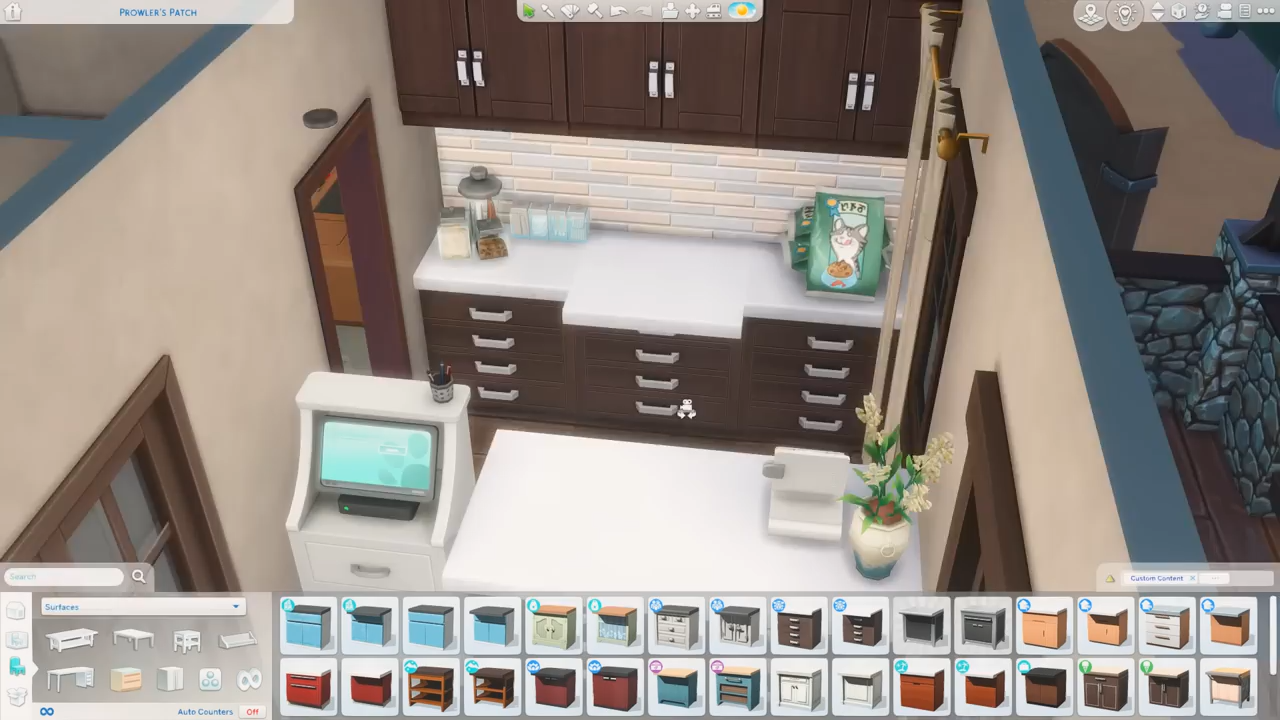 Prowler's Patch
Search
Custom Content
Surfaces
Auto Counters
Off